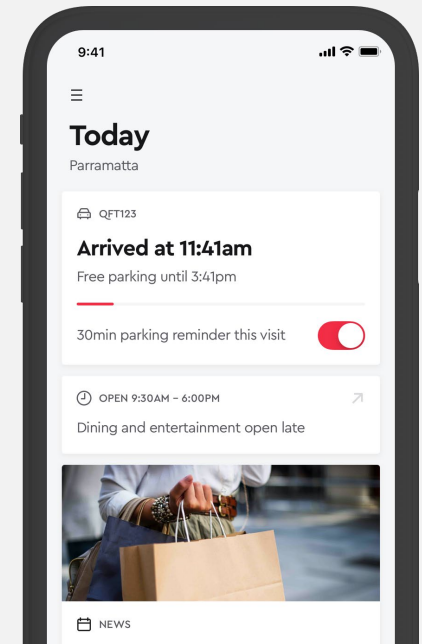 9:41
Today
Parramatta
QFT123
Arrived at 11:41am
Free parking until 3:41pm
30min parking reminder this visit
OPEN 9:30AM – 6:00PM
Dining and entertainment open late
NEWS